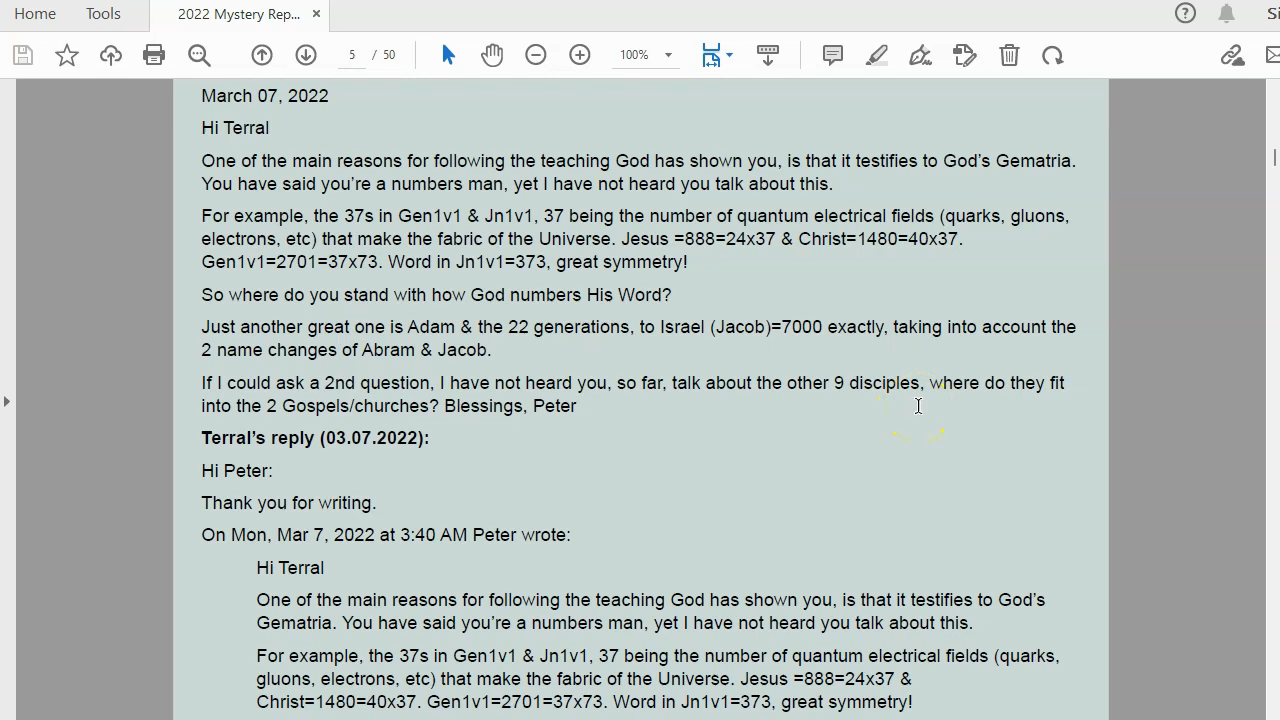 Home Tools 2022 Mystery Rep... × ? Si
5 / 50 100%
March 07, 2022
Hi Terral
One of the main reasons for following the teaching God has shown you, is that it testifies to God's Gematria.
You have said you're a numbers man, yet I have not heard you talk about this.
For example, the 37s in Gen1v1 & Jn1v1, 37 being the number of quantum electrical fields (quarks, gluons,
electrons, etc) that make the fabric of the Universe. Jesus =888=24x37 & Christ=1480=40x37.
Gen1v1=2701=37x73. Word in Jn1v1=373, great symmetry!
So where do you stand with how God numbers His Word?
Just another great one is Adam & the 22 generations, to Israel (Jacob)=7000 exactly, taking into account the
2 name changes of Abram & Jacob.
If I could ask a 2nd question, I have not heard you, so far, talk about the other 9 disciples, where do they fit
into the 2 Gospels/churches? Blessings, Peter
Terral's reply (03.07.2022):
Hi Peter:
Thank you for writing.
On Mon, Mar 7, 2022 at 3:40 AM Peter wrote:
Hi Terral
One of the main reasons for following the teaching God has shown you, is that it testifies to God's
Gematria. You have said you're a numbers man, yet I have not heard you talk about this.
For example, the 37s in Gen1v1 & Jn1v1, 37 being the number of quantum electrical fields (quarks,
gluons, electrons, etc) that make the fabric of the Universe. Jesus =888=24x37 &
Christ=1480=40x37. Gen1v1=2701=37x73. Word in Jn1v1=373, great symmetry!